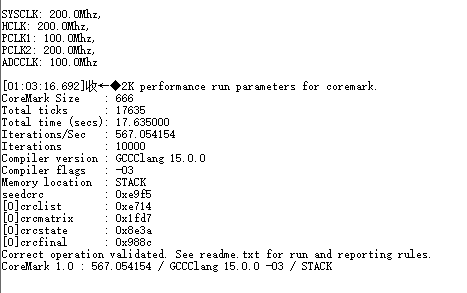 SYSCLK: 200.0Mhz,
HCLK: 200.0Mhz,
PCLK1: 100.0Mhz,
PCLK2: 200.0Mhz,
ADCCLK: 100.0Mhz
[01:03:16.692]收←◆2K performance run parameters for coremark.
CoreMark Size : 666
Total ticks : 17635
Total time (secs): 17.635000
Iterations/Sec : 567.054154
Iterations : 10000
Compiler version : GCCClang 15.0.0
Compiler flags : -O3
Memory location : STACK
seedcrc : 0xe9f5
[0]crclist : 0xe714
[0]crcmatrix : 0x1fd7
[0]crcstate : 0x8e3a
[0]crcfinal : 0x988c
Correct operation validated. See readme.txt for run and reporting rules.
CoreMark 1.0 : 567.054154 / GCCClang 15.0.0 -O3 / STACK